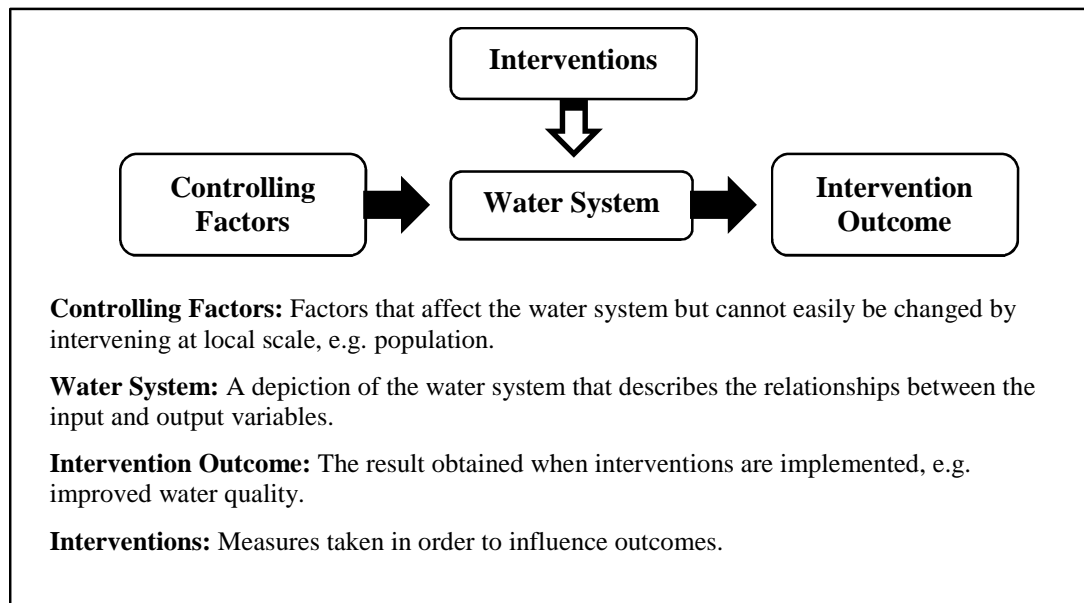 Interventions
Controlling
Factors
Water System
Intervention
Outcome
Controlling Factors: Factors that affect the water system but cannot easily be changed by
intervening at local scale, e.g. population.
Water System: A depiction of the water system that describes the relationships between the
input and output variables.
Intervention Outcome: The result obtained when interventions are implemented, e.g.
improved water quality.
Interventions: Measures taken in order to influence outcomes.